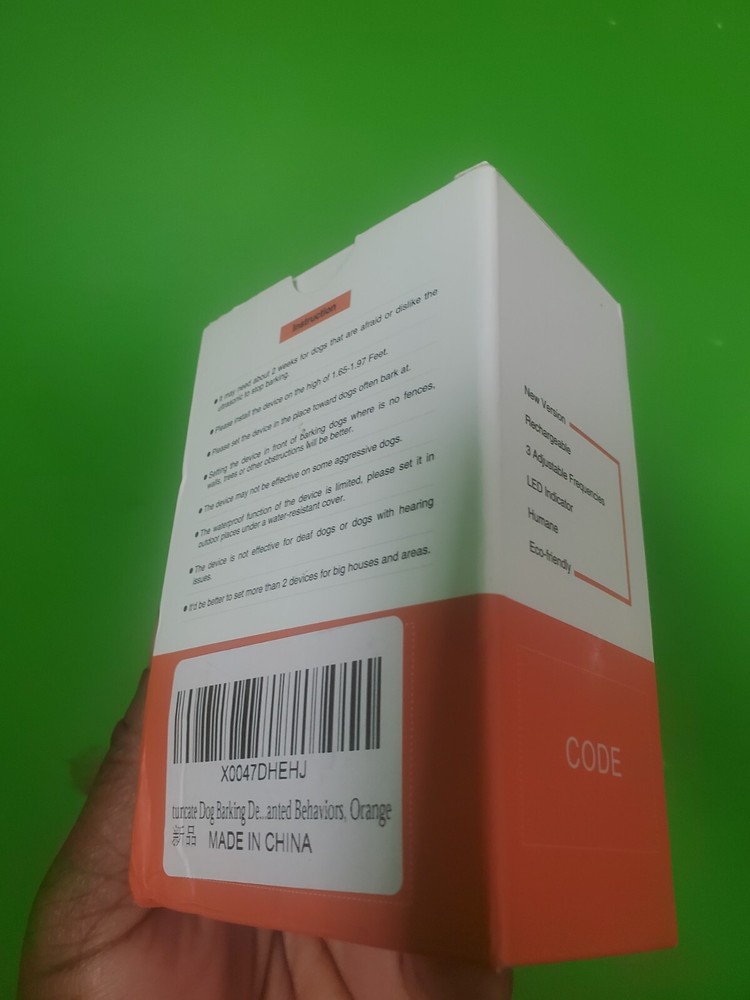 Instruction
● It may need about 2 weeks for dogs that are afraid or dislike the
ultrasonic to stop barking.
● Please install the device on the high of 1.65-1.97 Feet.
● Please set the device in the place toward dogs often bark at.
● Setting the device in front of barking dogs where is no fences,
walls, trees or other obstructions will be better.
● The device may not be effective on some aggressive dogs.
● The waterproof function of the device is limited, please set it in
outdoor places under a water-resistant cover.
● The device is not effective for deaf dogs or dogs with hearing
issues.
● It'd be better to set more than 2 devices for big houses and areas.
X0047DHEHJ
truncate Dog Barking De...anted Behaviors, Orange
新品 MADE IN CHINA
New Version
Rechargeable
3 Adjustable Frequencies
LED Indicator
Humane
Eco-friendly
CODE